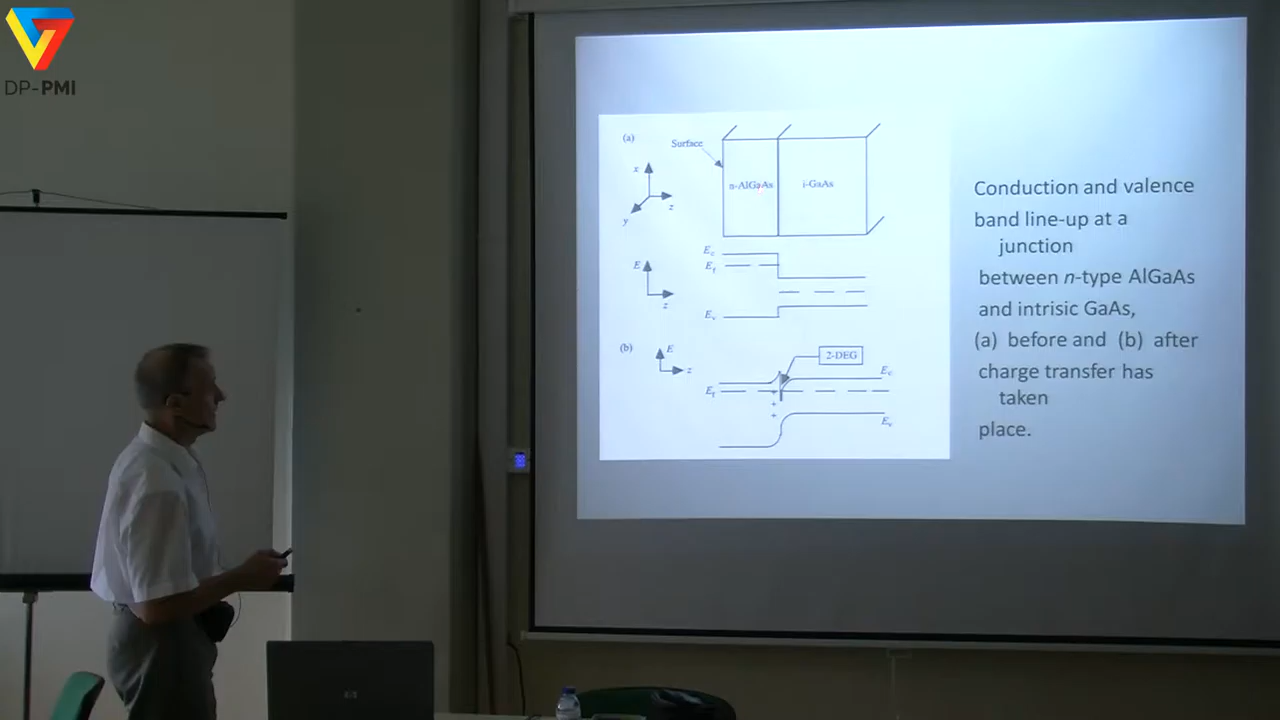 DP-PMI
(a)
Surface
x
y
z
n-AlGaAs
i-GaAs
E
z
Ec
Ef
Ev
(b)
E
z
2-DEG
Ef
Ec
Ev
Conduction and valence
band line-up at a
junction
between n-type AlGaAs
and intrisic GaAs,
(a) before and (b) after
charge transfer has
taken
place.
hp